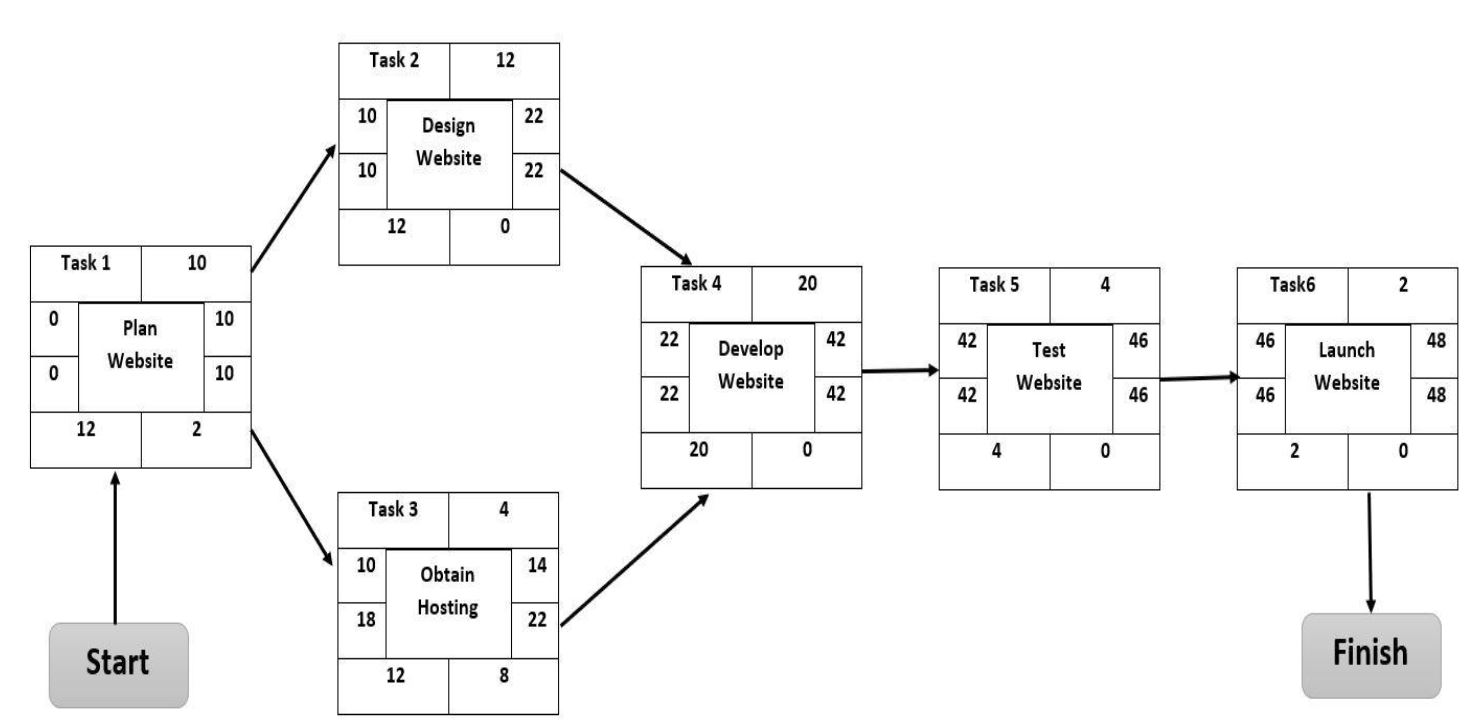 Task 2 12
10 Design 22
Website
10 22
12 0
Task 1 10
0 Plan 10
Website
0 10
12 2
Task 4 20
22 Develop 42
Website
22 42
20 0
Task 5 4
42 Test 46
Website
42 46
4 0
Task6 2
46 Launch 48
Website
46 48
2 0
Task 3 4
10 Obtain 14
Hosting
18 22
12 8
Start
Finish